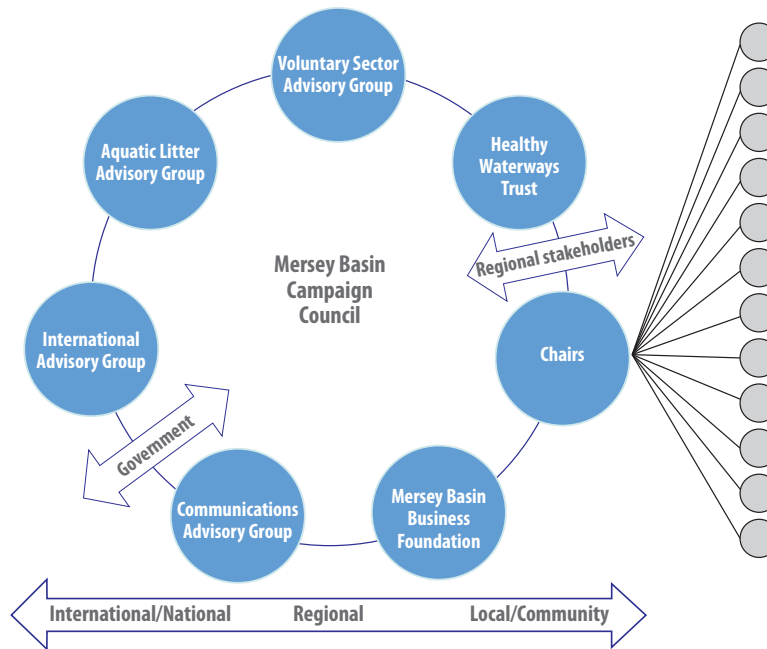 Voluntary Sector
Advisory Group
Aquatic Litter
Advisory Group
Healthy
Waterways
Trust
Regional stakeholders
Mersey Basin
Campaign
Council
International
Advisory Group
Chairs
Government
Communications
Advisory Group
Mersey Basin
Business
Foundation
International/National Regional Local/Community